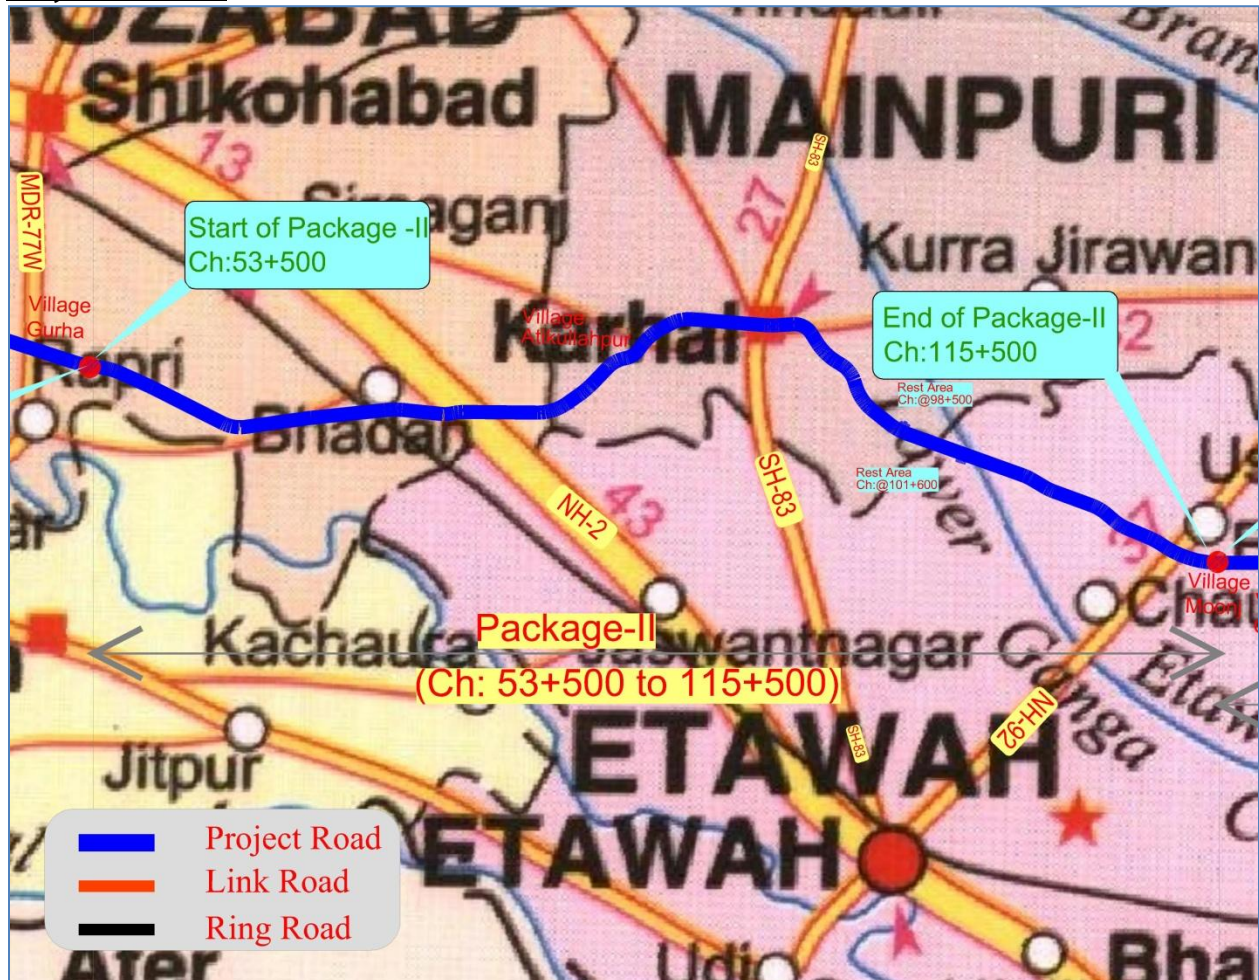 Shikohabad
MAINPURI
SH-83
13
27
MDR-77W
Start of Package -II
Ch:53+500
Kurra Jirawan
Village
Gurha
End of Package-II
Ch:115+500
Village
Atikullahpur
Karhal
Rapri
Rest Area
Ch:@98+500
Bhadan
Rest Area
Ch:@101+600
SH-83
43
NH-2
Village
Package-II
Kachaura
Jaswantnagar
Ganga
(Ch: 53+500 to 115+500)
NH-92
ETAWAH
SH-83
Jitpur
ETAWAH
Project Road
Link Road
Ring Road
Udi